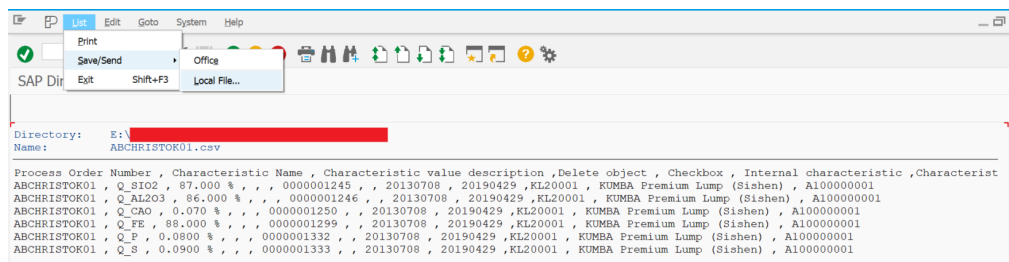 List Edit Goto System Help
Print
Save/Send
Office
SAP Dir
Exit Shift+F3
Local File...
Directory: E:\
Name: ABCHRISTOK01.csv
Process Order Number , Characteristic Name , Characteristic value description ,Delete object , Checkbox , Internal characteristic ,Characterist
ABCHRISTOK01 , Q_SIO2 , 87.000 % , , , 0000001245 , , 20130708 , 20190429 ,KL20001 , KUMBA Premium Lump (Sishen) , A100000001
ABCHRISTOK01 , Q_AL2O3 , 86.000 % , , , 0000001246 , , 20130708 , 20190429 ,KL20001 , KUMBA Premium Lump (Sishen) , A100000001
ABCHRISTOK01 , Q_CAO , 0.070 % , , , 0000001250 , , 20130708 , 20190429 ,KL20001 , KUMBA Premium Lump (Sishen) , A100000001
ABCHRISTOK01 , Q_FE , 88.000 % , , , 0000001299 , , 20130708 , 20190429 ,KL20001 , KUMBA Premium Lump (Sishen) , A100000001
ABCHRISTOK01 , Q_P , 0.0800 % , , , 0000001332 , , 20130708 , 20190429 ,KL20001 , KUMBA Premium Lump (Sishen) , A100000001
ABCHRISTOK01 , Q_S , 0.0900 % , , , 0000001333 , , 20130708 , 20190429 ,KL20001 , KUMBA Premium Lump (Sishen) , A100000001